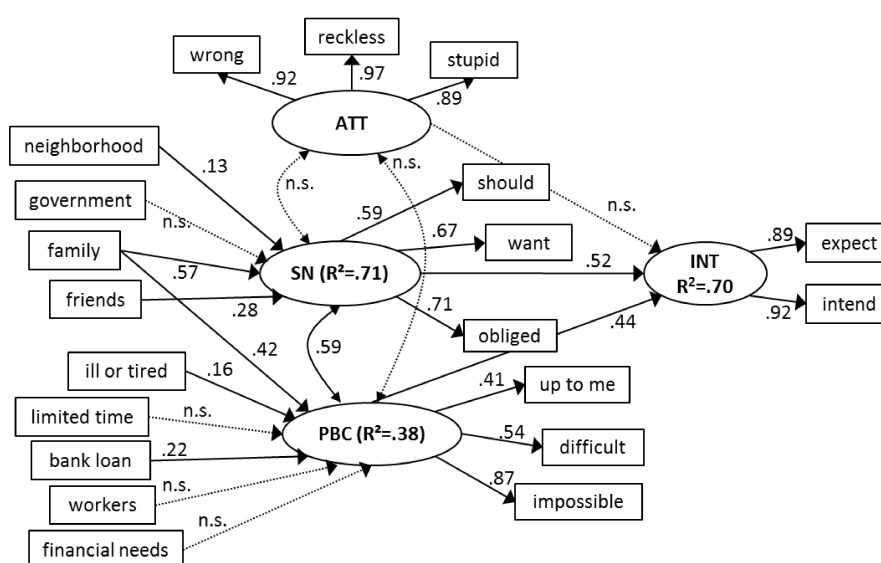 reckless
wrong
stupid
.92
.97
.89
ATT
neighborhood
.13
n.s.
n.s.
should
government
n.s.
.59
n.s.
family
.67
want
.89
expect
.57
SN (R²=.71)
.52
INT
R²=.70
friends
.28
.71
.92
intend
obliged
.44
.42
.59
ill or tired
.16
.41
up to me
limited time
n.s.
PBC (R²=.38)
.54
difficult
bank loan
.22
.87
workers
n.s.
impossible
n.s.
financial needs